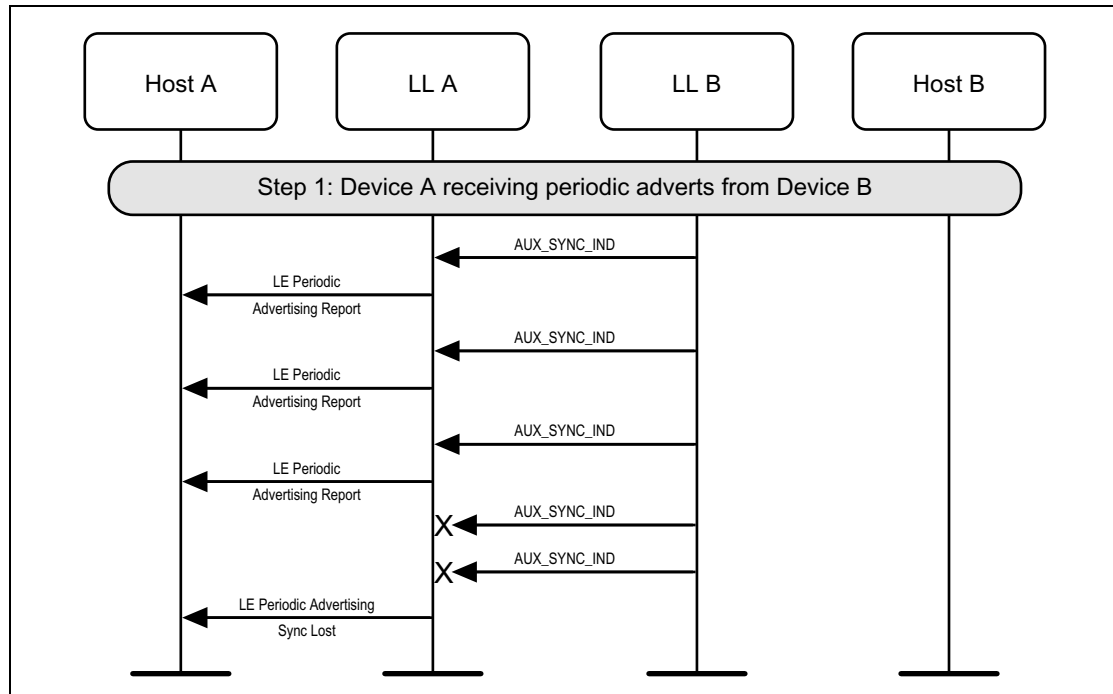 Host A
LL A
LL B
Host B
Step 1: Device A receiving periodic adverts from Device B
AUX_SYNC_IND
LE Periodic
Advertising Report
AUX_SYNC_IND
LE Periodic
Advertising Report
AUX_SYNC_IND
LE Periodic
Advertising Report
X
AUX_SYNC_IND
X
AUX_SYNC_IND
LE Periodic Advertising
Sync Lost